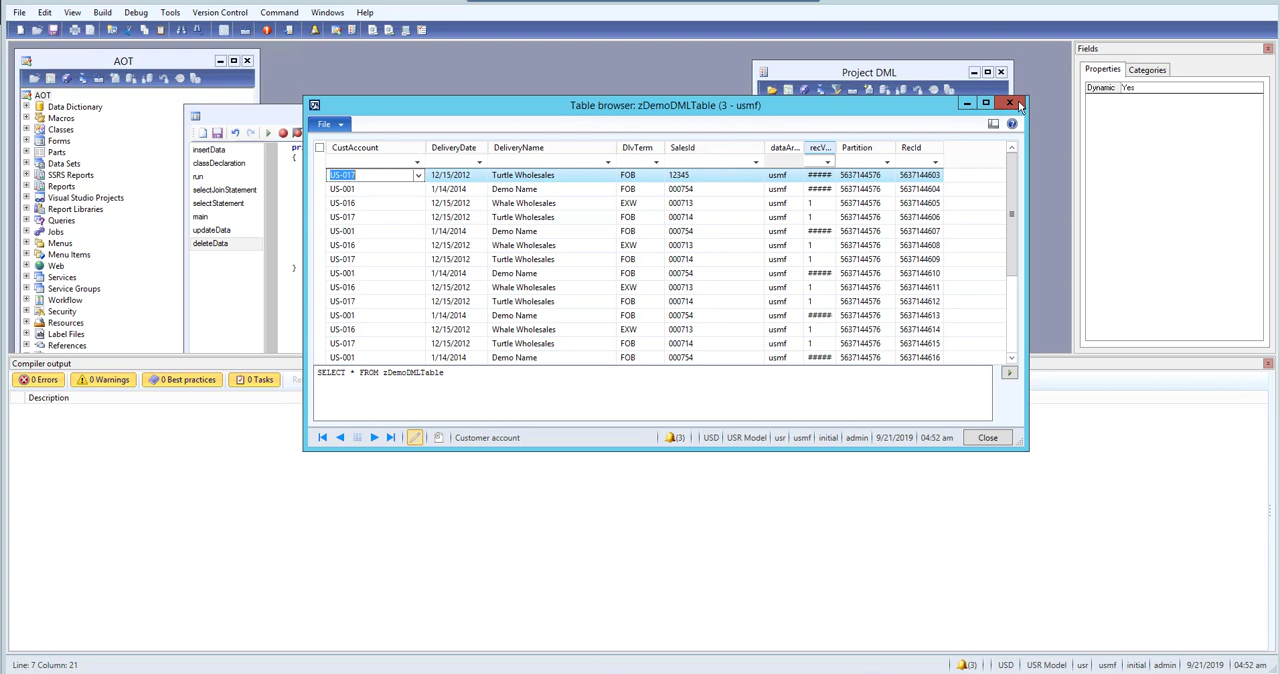 File Edit View Build Debug Tools Version Control Command Windows Help
AOT
AOT
Data Dictionary
Macros
Classes
Forms
Parts
Data Sets
SSRS Reports
Reports
Visual Studio Projects
Report Libraries
Queries
Jobs
Menus
Menu Items
Web
Services
Service Groups
Workflow
Security
Resources
Label Files
References
insertData
classDeclaration
run
selectJoinStatement
selectStatement
main
updateData
deleteData
pri
{
}
Project DML
Table browser: zDemoDMLTable (3 - usmf)
File
CustAccount DeliveryDate DeliveryName DlvTerm SalesId dataAr... recV... Partition RecId
US-017 12/15/2012 Turtle Wholesales FOB 12345 usmf ##### 5637144576 5637144603
US-001 1/14/2014 Demo Name FOB 000754 usmf ##### 5637144576 5637144604
US-016 12/15/2012 Whale Wholesales EXW 000713 usmf 1 5637144576 5637144605
US-017 12/15/2012 Turtle Wholesales FOB 000714 usmf 1 5637144576 5637144606
US-001 1/14/2014 Demo Name FOB 000754 usmf ##### 5637144576 5637144607
US-016 12/15/2012 Whale Wholesales EXW 000713 usmf 1 5637144576 5637144608
US-017 12/15/2012 Turtle Wholesales FOB 000714 usmf 1 5637144576 5637144609
US-001 1/14/2014 Demo Name FOB 000754 usmf ##### 5637144576 5637144610
US-016 12/15/2012 Whale Wholesales EXW 000713 usmf 1 5637144576 5637144611
US-017 12/15/2012 Turtle Wholesales FOB 000714 usmf 1 5637144576 5637144612
US-001 1/14/2014 Demo Name FOB 000754 usmf ##### 5637144576 5637144613
US-016 12/15/2012 Whale Wholesales EXW 000713 usmf 1 5637144576 5637144614
US-017 12/15/2012 Turtle Wholesales FOB 000714 usmf 1 5637144576 5637144615
US-001 1/14/2014 Demo Name FOB 000754 usmf ##### 5637144576 5637144616
SELECT * FROM zDemoDMLTable
Customer account (3) USD USR Model usr usmf initial admin 9/21/2019 04:52 am Close
Fields
Properties Categories
Dynamic Yes
Compiler output
0 Errors 0 Warnings 0 Best practices 0 Tasks Re
Description
Line: 7 Column: 21 (3) USD USR Model usr usmf initial admin 9/21/2019 04:52 am